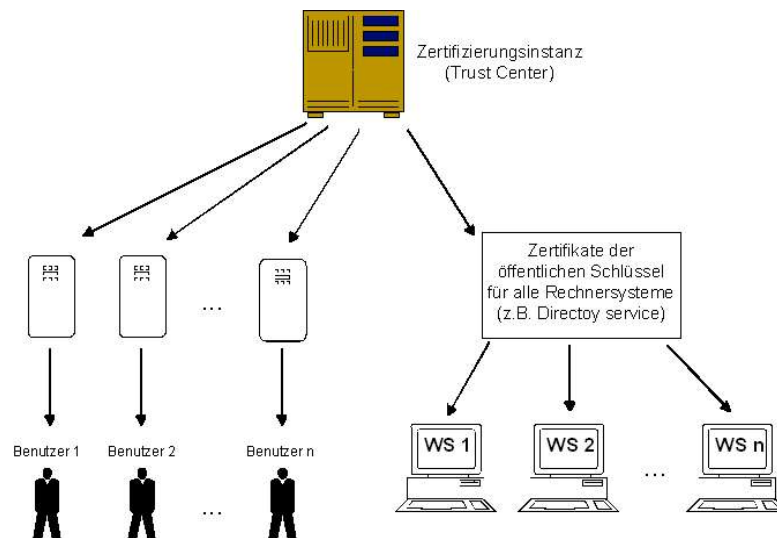 Zertifizierungsinstanz
(Trust Center)
Zertifikate der
öffentlichen Schlüssel
für alle Rechnersysteme
(z.B. Directoy service)
...
Benutzer 1
Benutzer 2
Benutzer n
WS 1
WS 2
WS n
...
...